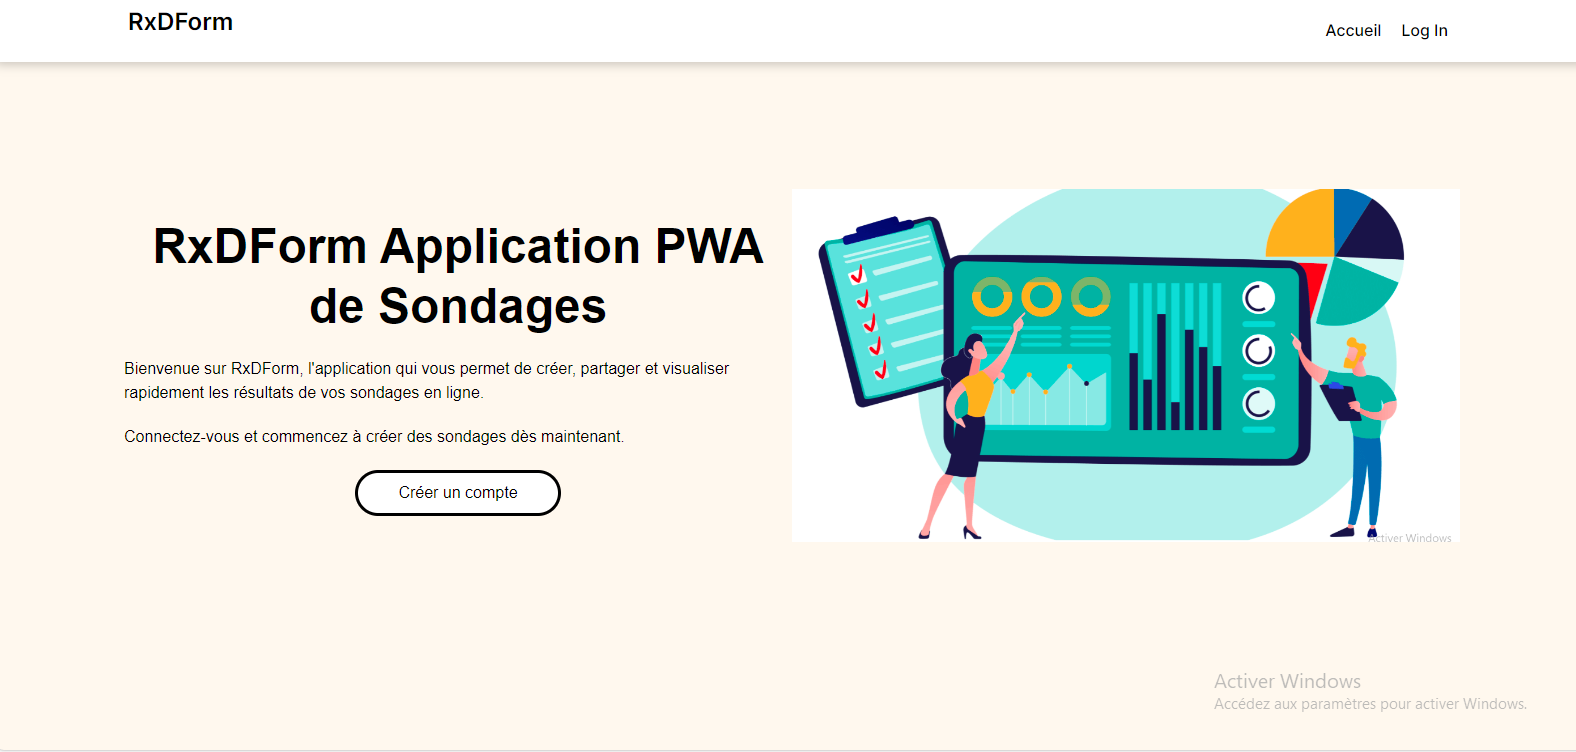 RxDForm
Accueil Log In
RxDForm Application PWA
de Sondages
Bienvenue sur RxDForm, l'application qui vous permet de créer, partager et visualiser
rapidement les résultats de vos sondages en ligne.
Connectez-vous et commencez à créer des sondages dès maintenant.
Créer un compte
Activer Windows
Activer Windows
Accédez aux paramètres pour activer Windows.